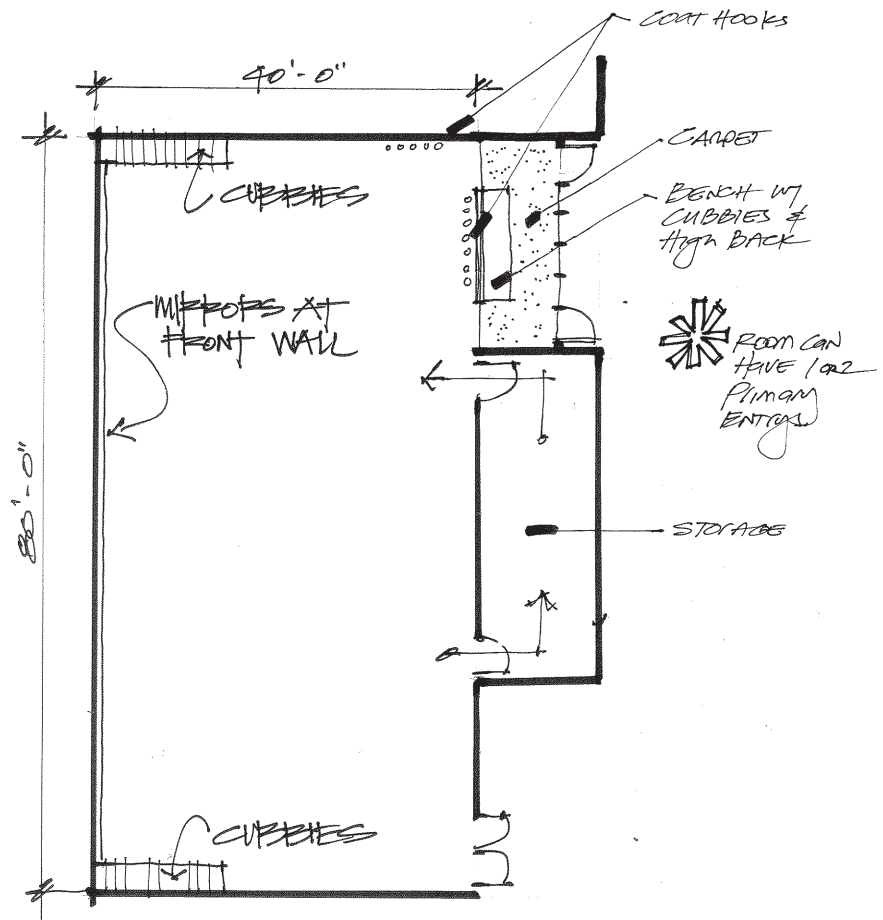 COAT HOOKS
40'-0"
CARPET
CUBBIES
BENCH W/
CUBBIES &
HIGH BACK
MIRRORS AT
FRONT WALL
ROOM CAN
HAVE 1 OR 2
PRIMARY
ENTRYS.
80'-0"
STORAGE
CUBBIES